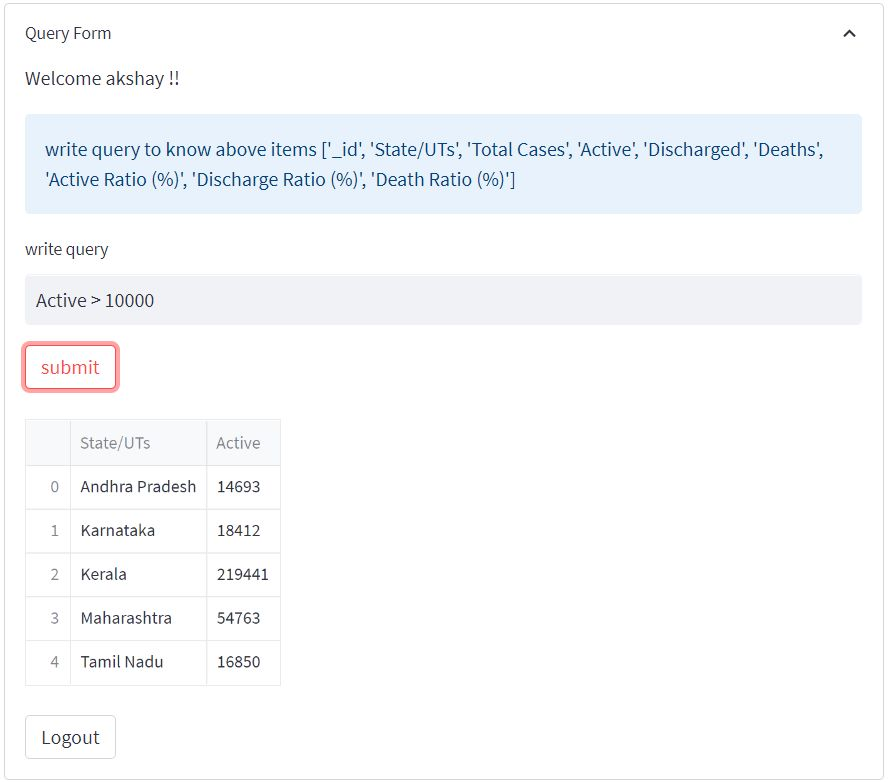 Query Form
Welcome akshay !!
write query to know above items ['_id', 'State/UTs', 'Total Cases', 'Active', 'Discharged', 'Deaths',
'Active Ratio (%)', 'Discharge Ratio (%)', 'Death Ratio (%)']
write query
Active > 10000
submit
State/UTs Active
0 Andhra Pradesh 14693
1 Karnataka 18412
2 Kerala 219441
3 Maharashtra 54763
4 Tamil Nadu 16850
Logout